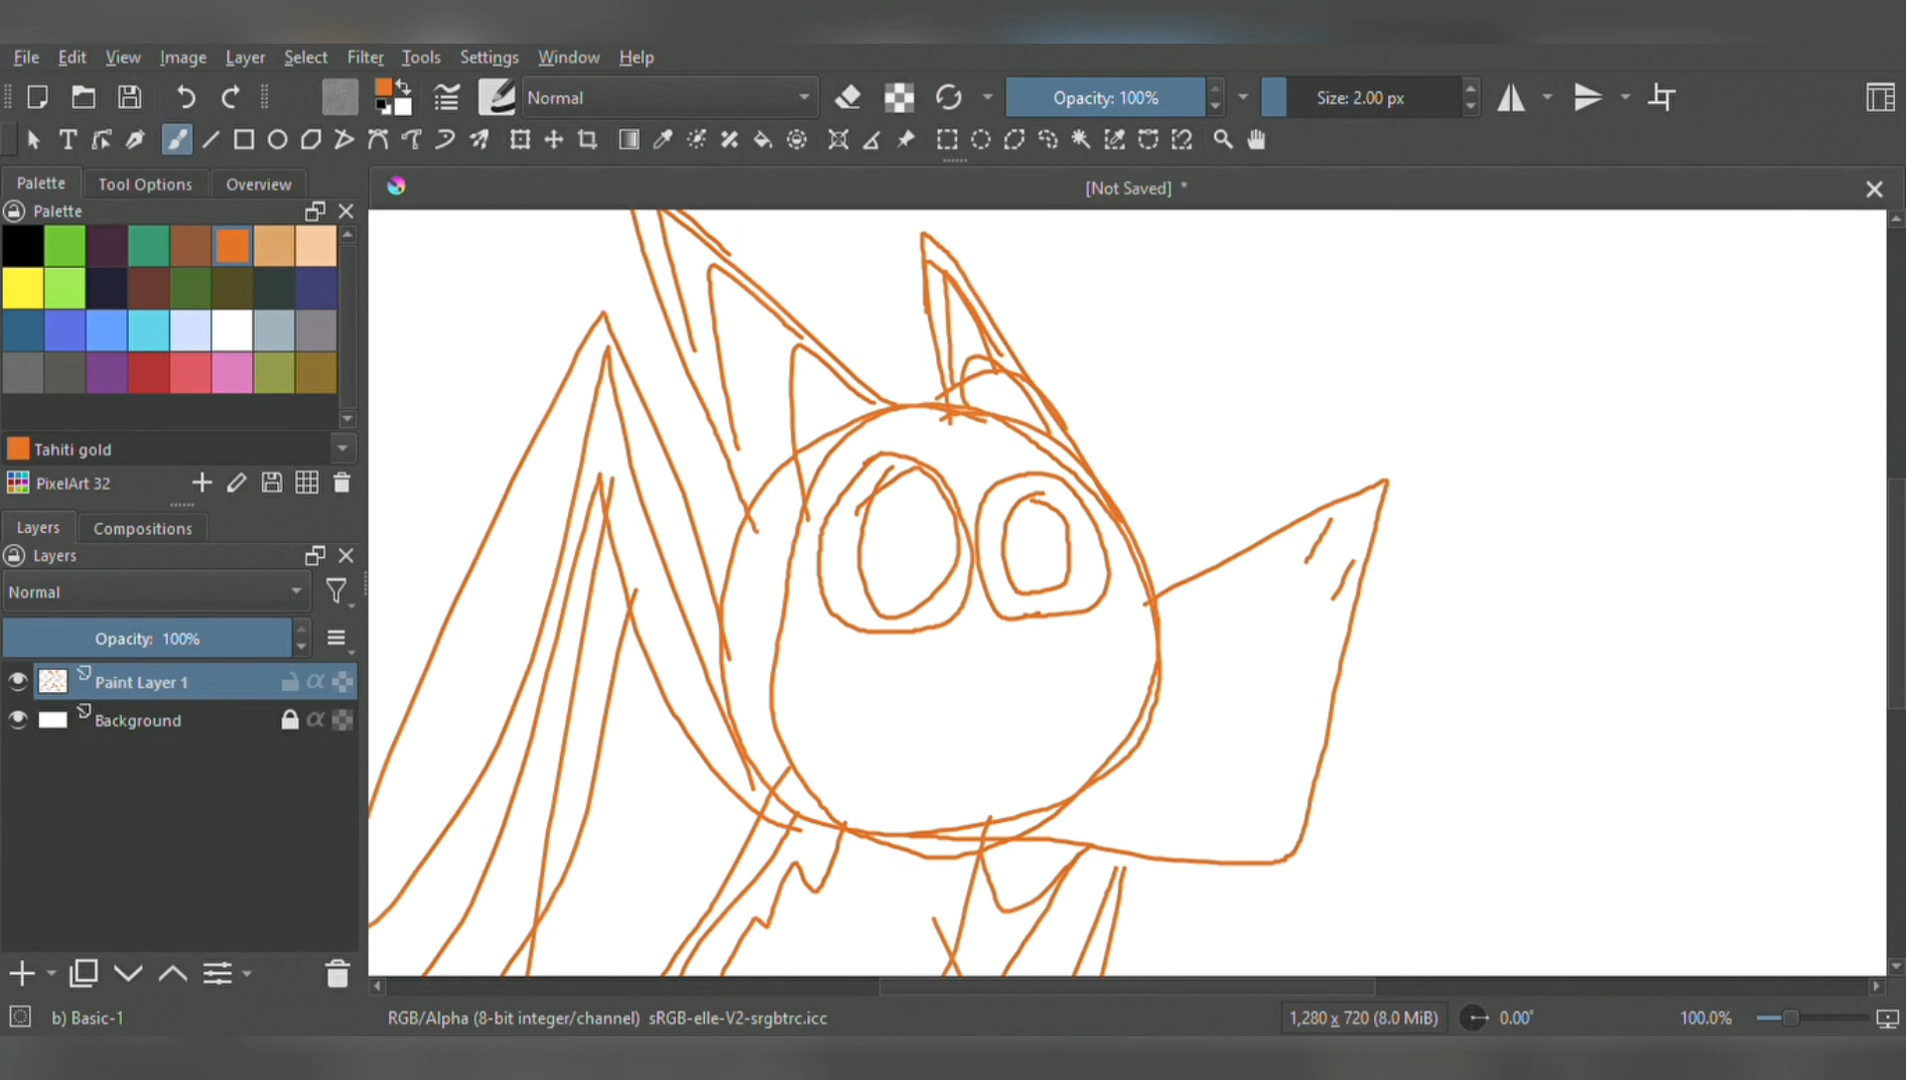 File Edit View Image Layer Select Filter Tools Settings Window Help
Normal Opacity: 100% Size: 2.00 px
Palette Tool Options Overview
[Not Saved] *
Palette
Tahiti gold
PixelArt 32
Layers Compositions
Layers
Normal
Opacity: 100%
Paint Layer 1
Background
b) Basic-1 RGB/Alpha (8-bit integer/channel) sRGB-elle-V2-srgbtrc.icc 1,280 x 720 (8.0 MiB) 0.00° 100.0%